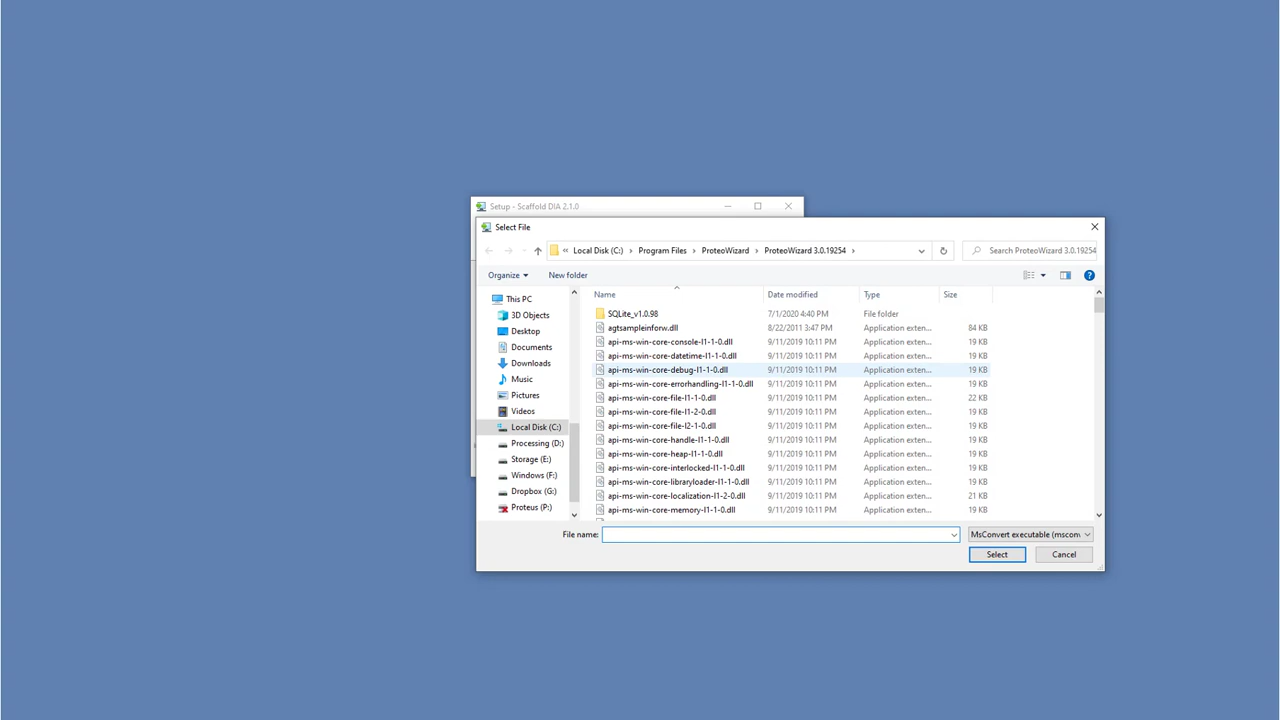 Setup - Scaffold DIA 2.1.0
Select File
« Local Disk (C:) › Program Files › ProteoWizard › ProteoWizard 3.0.19254 ›
Search ProteoWizard 3.0.19254
Organize
New folder
Name Date modified Type Size
This PC
3D Objects
Desktop
Documents
Downloads
Music
Pictures
Videos
Local Disk (C:)
Processing (D:)
Storage (E:)
Windows (F:)
Dropbox (G:)
Proteus (P:)
SQLite_v1.0.98 7/1/2020 4:40 PM File folder
agtsampleinforw.dll 8/22/2011 3:47 PM Application exten... 84 KB
api-ms-win-core-console-l1-1-0.dll 9/11/2019 10:11 PM Application exten... 19 KB
api-ms-win-core-datetime-l1-1-0.dll 9/11/2019 10:11 PM Application exten... 19 KB
api-ms-win-core-debug-l1-1-0.dll 9/11/2019 10:11 PM Application exten... 19 KB
api-ms-win-core-errorhandling-l1-1-0.dll 9/11/2019 10:11 PM Application exten... 19 KB
api-ms-win-core-file-l1-1-0.dll 9/11/2019 10:11 PM Application exten... 22 KB
api-ms-win-core-file-l1-2-0.dll 9/11/2019 10:11 PM Application exten... 19 KB
api-ms-win-core-file-l2-1-0.dll 9/11/2019 10:11 PM Application exten... 19 KB
api-ms-win-core-handle-l1-1-0.dll 9/11/2019 10:11 PM Application exten... 19 KB
api-ms-win-core-heap-l1-1-0.dll 9/11/2019 10:11 PM Application exten... 19 KB
api-ms-win-core-interlocked-l1-1-0.dll 9/11/2019 10:11 PM Application exten... 19 KB
api-ms-win-core-libraryloader-l1-1-0.dll 9/11/2019 10:11 PM Application exten... 19 KB
api-ms-win-core-localization-l1-2-0.dll 9/11/2019 10:11 PM Application exten... 21 KB
api-ms-win-core-memory-l1-1-0.dll 9/11/2019 10:11 PM Application exten... 19 KB
File name:
MsConvert executable (mscom
Select
Cancel